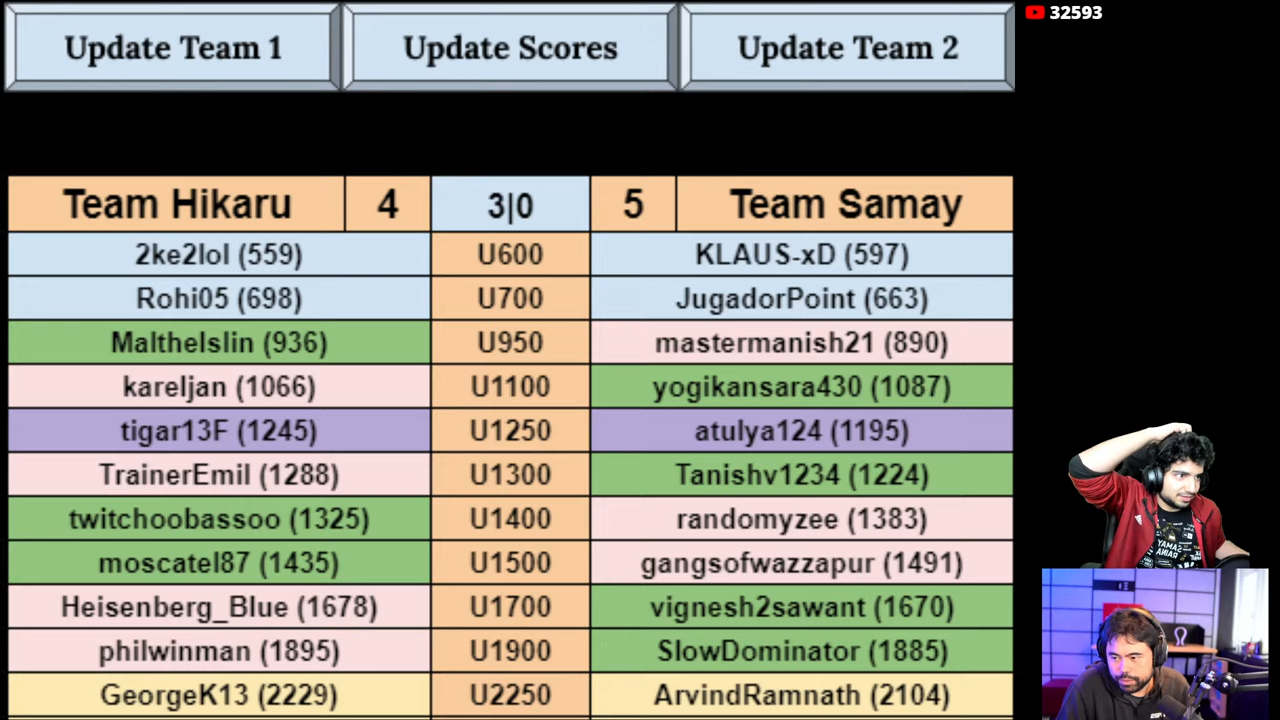 Update Team 1 Update Scores Update Team 2 32593
Team Hikaru 4 3|0 5 Team Samay
2ke2lol (559) U600 KLAUS-xD (597)
Rohi05 (698) U700 JugadorPoint (663)
MaltheIslin (936) U950 mastermanish21 (890)
kareljan (1066) U1100 yogikansara430 (1087)
tigar13F (1245) U1250 atulya124 (1195)
TrainerEmil (1288) U1300 Tanishv1234 (1224)
twitchoobassoo (1325) U1400 randomyzee (1383)
moscatel87 (1435) U1500 gangsofwazzapur (1491)
Heisenberg_Blue (1678) U1700 vignesh2sawant (1670)
philwinman (1895) U1900 SlowDominator (1885)
GeorgeK13 (2229) U2250 ArvindRamnath (2104)